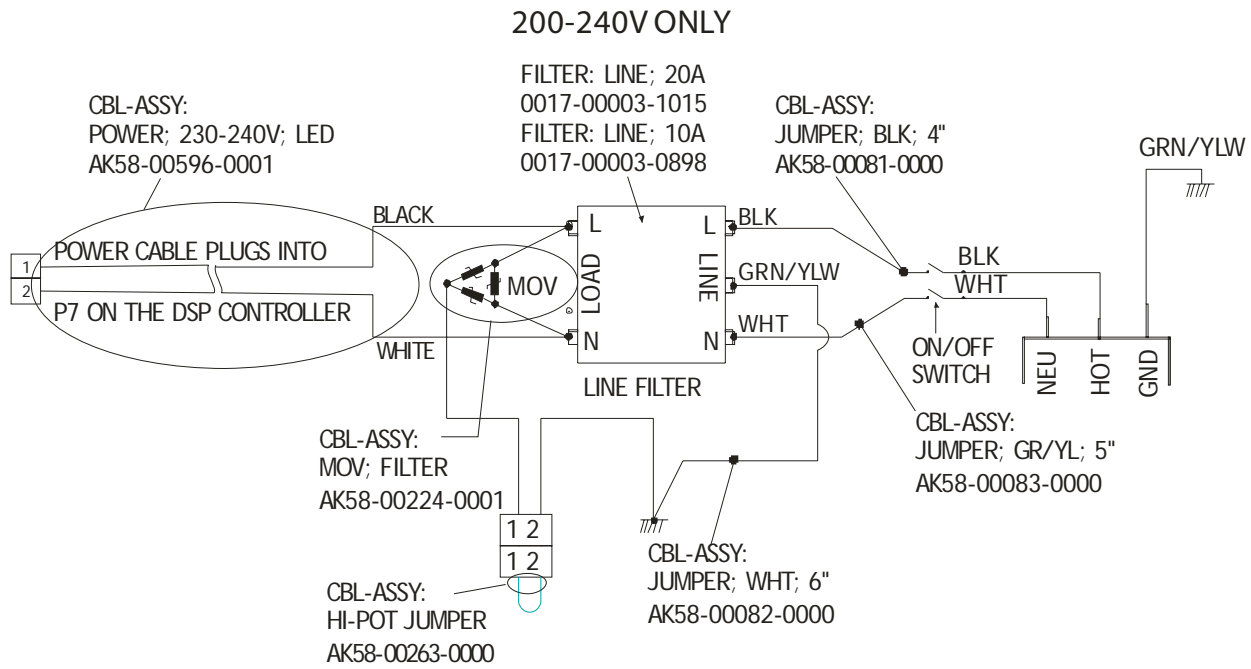 200-240V ONLY
FILTER: LINE; 20A
0017-00003-1015
FILTER: LINE; 10A
0017-00003-0898
CBL-ASSY:
POWER; 230-240V; LED
AK58-00596-0001
CBL-ASSY:
JUMPER; BLK; 4"
AK58-00081-0000
GRN/YLW
BLACK
L
L
BLK
POWER CABLE PLUGS INTO
1
2
P7 ON THE DSP CONTROLLER
MOV
LOAD
LINE
GRN/YLW
BLK
WHT
WHITE
N
N
WHT
LINE FILTER
ON/OFF
SWITCH
NEU
HOT
GND
CBL-ASSY:
MOV; FILTER
AK58-00224-0001
CBL-ASSY:
JUMPER; GR/YL; 5"
AK58-00083-0000
1 2
1 2
CBL-ASSY:
HI-POT JUMPER
AK58-00263-0000
CBL-ASSY:
JUMPER; WHT; 6"
AK58-00082-0000